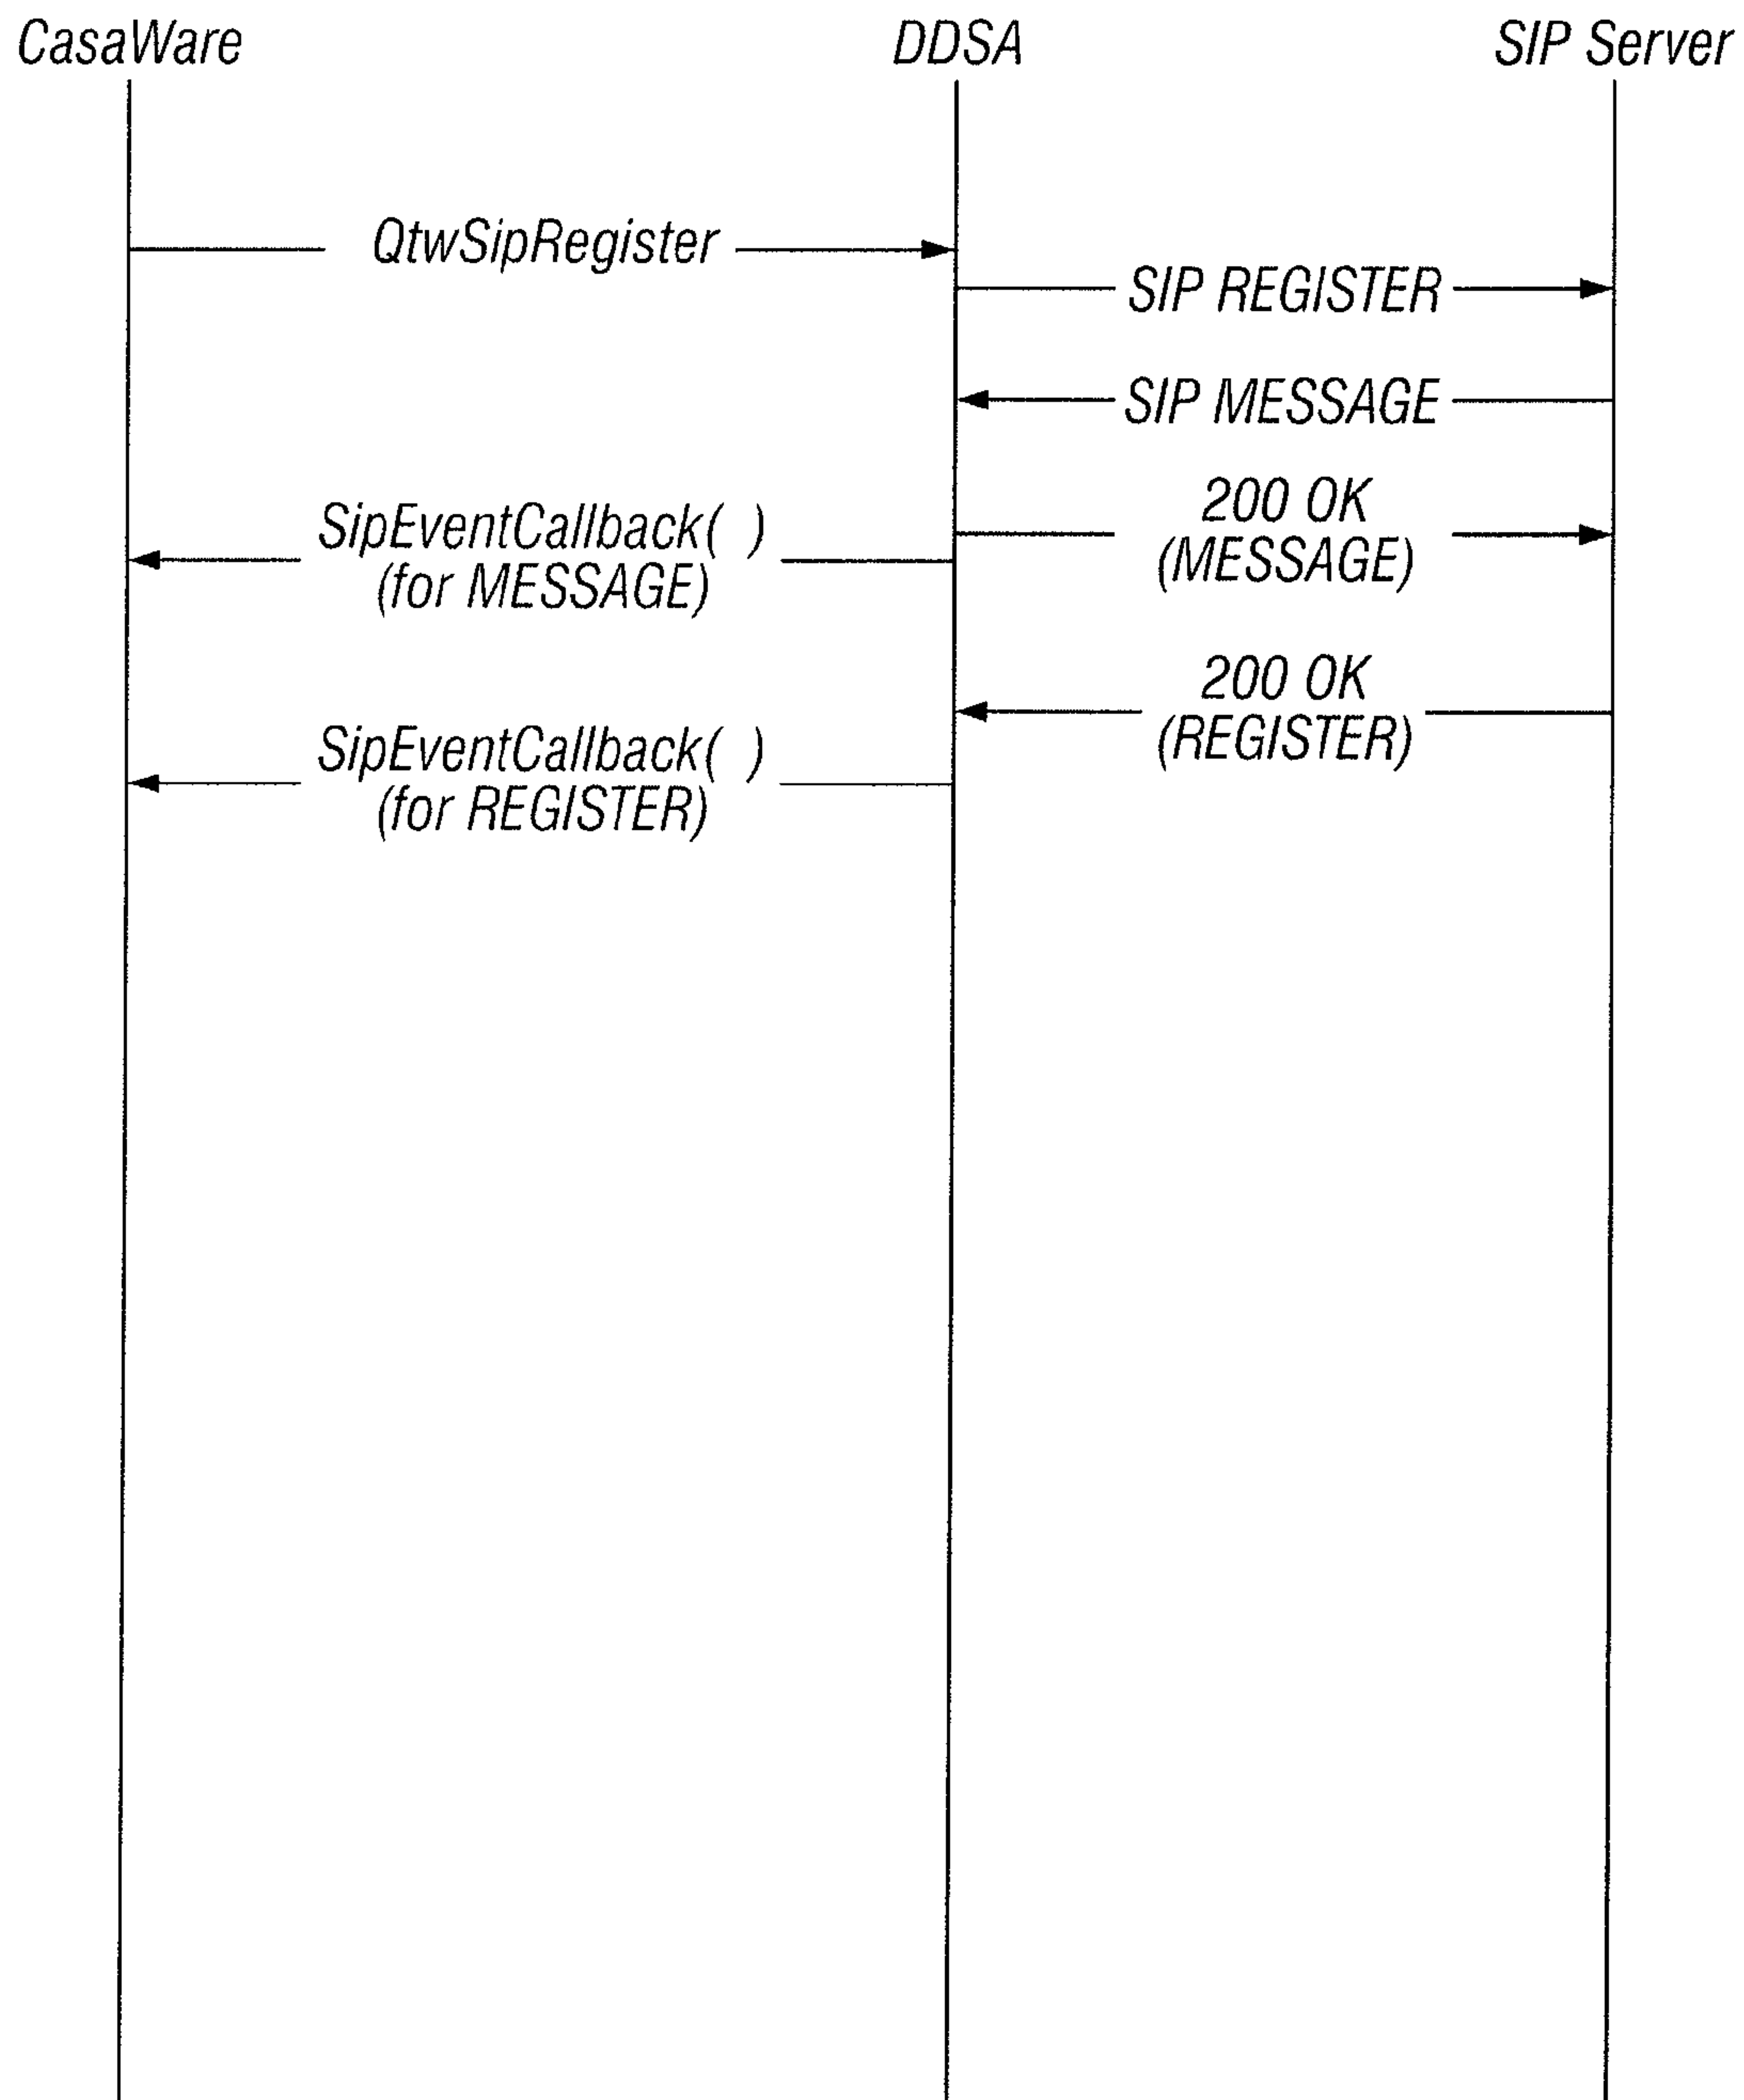 CasaWare
DDSA
SIP Server
QtwSipRegister
SIP REGISTER
SIP MESSAGE
200 OK
(MESSAGE)
SipEventCallback( )
(for MESSAGE)
200 OK
(REGISTER)
SipEventCallback( )
(for REGISTER)